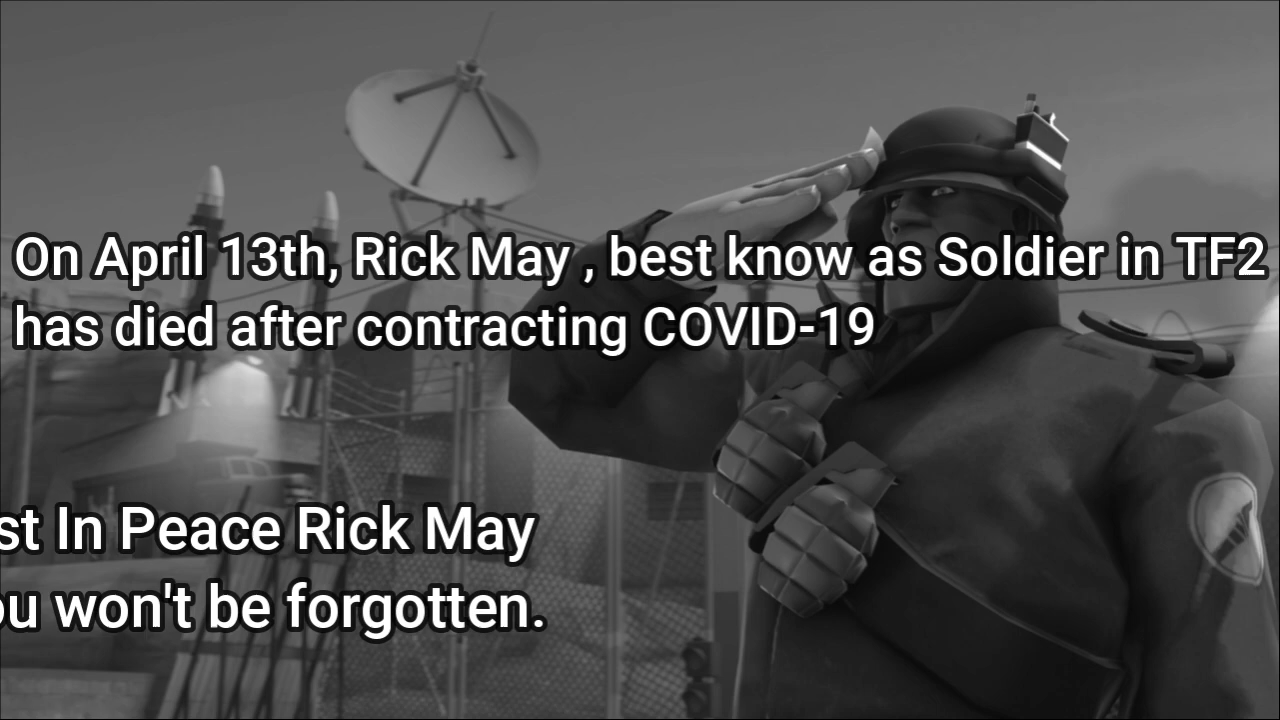 On April 13th, Rick May , best know as Soldier in TF2
has died after contracting COVID-19
st In Peace Rick May
ou won't be forgotten.